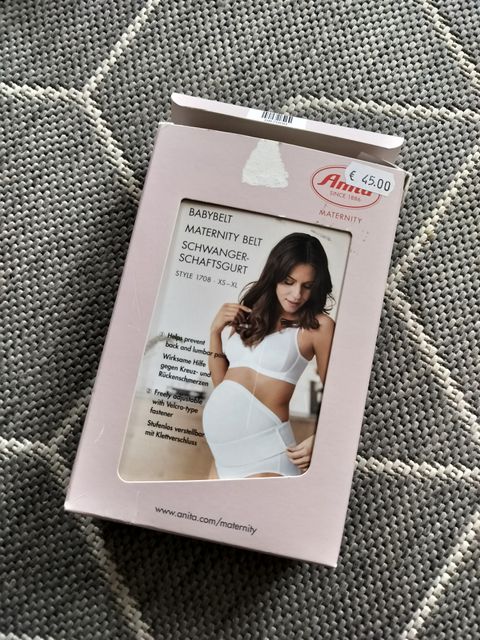 Anita
€ 45.00
SINCE 1886
MATERNITY
BABYBELT
MATERNITY BELT
SCHWANGER-
SCHAFTSGURT
STYLE 1708 · XS–XL
Helps prevent
back and lumbar pain
Wirksame Hilfe
gegen Kreuz- und
Rückenschmerzen
Freely adjustable
with Velcro-type
fastener
Stufenlos verstellbar
mit Klettverschluss
www.anita.com/maternity